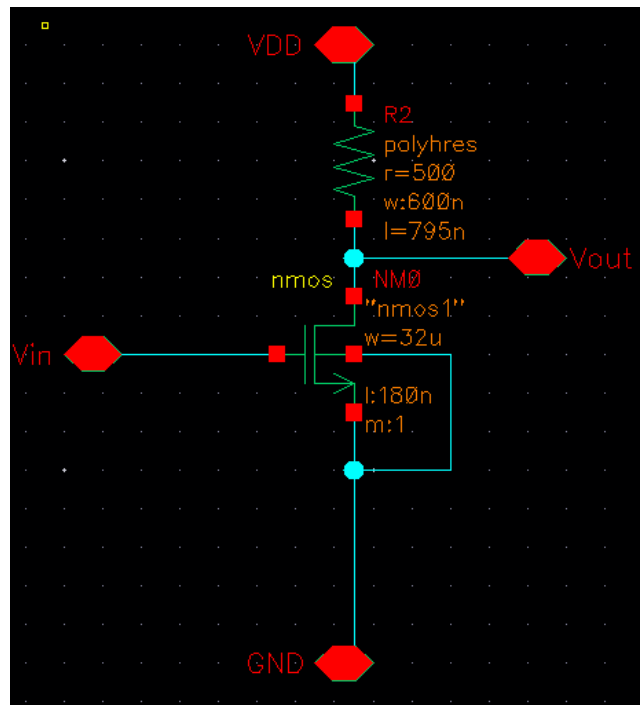 VDD
R2
polyhres
r=500
w:600n
l=795n
Vout
nmos
NM0
"nmos1"
w=32u
Vin
l:180n
m:1
GND